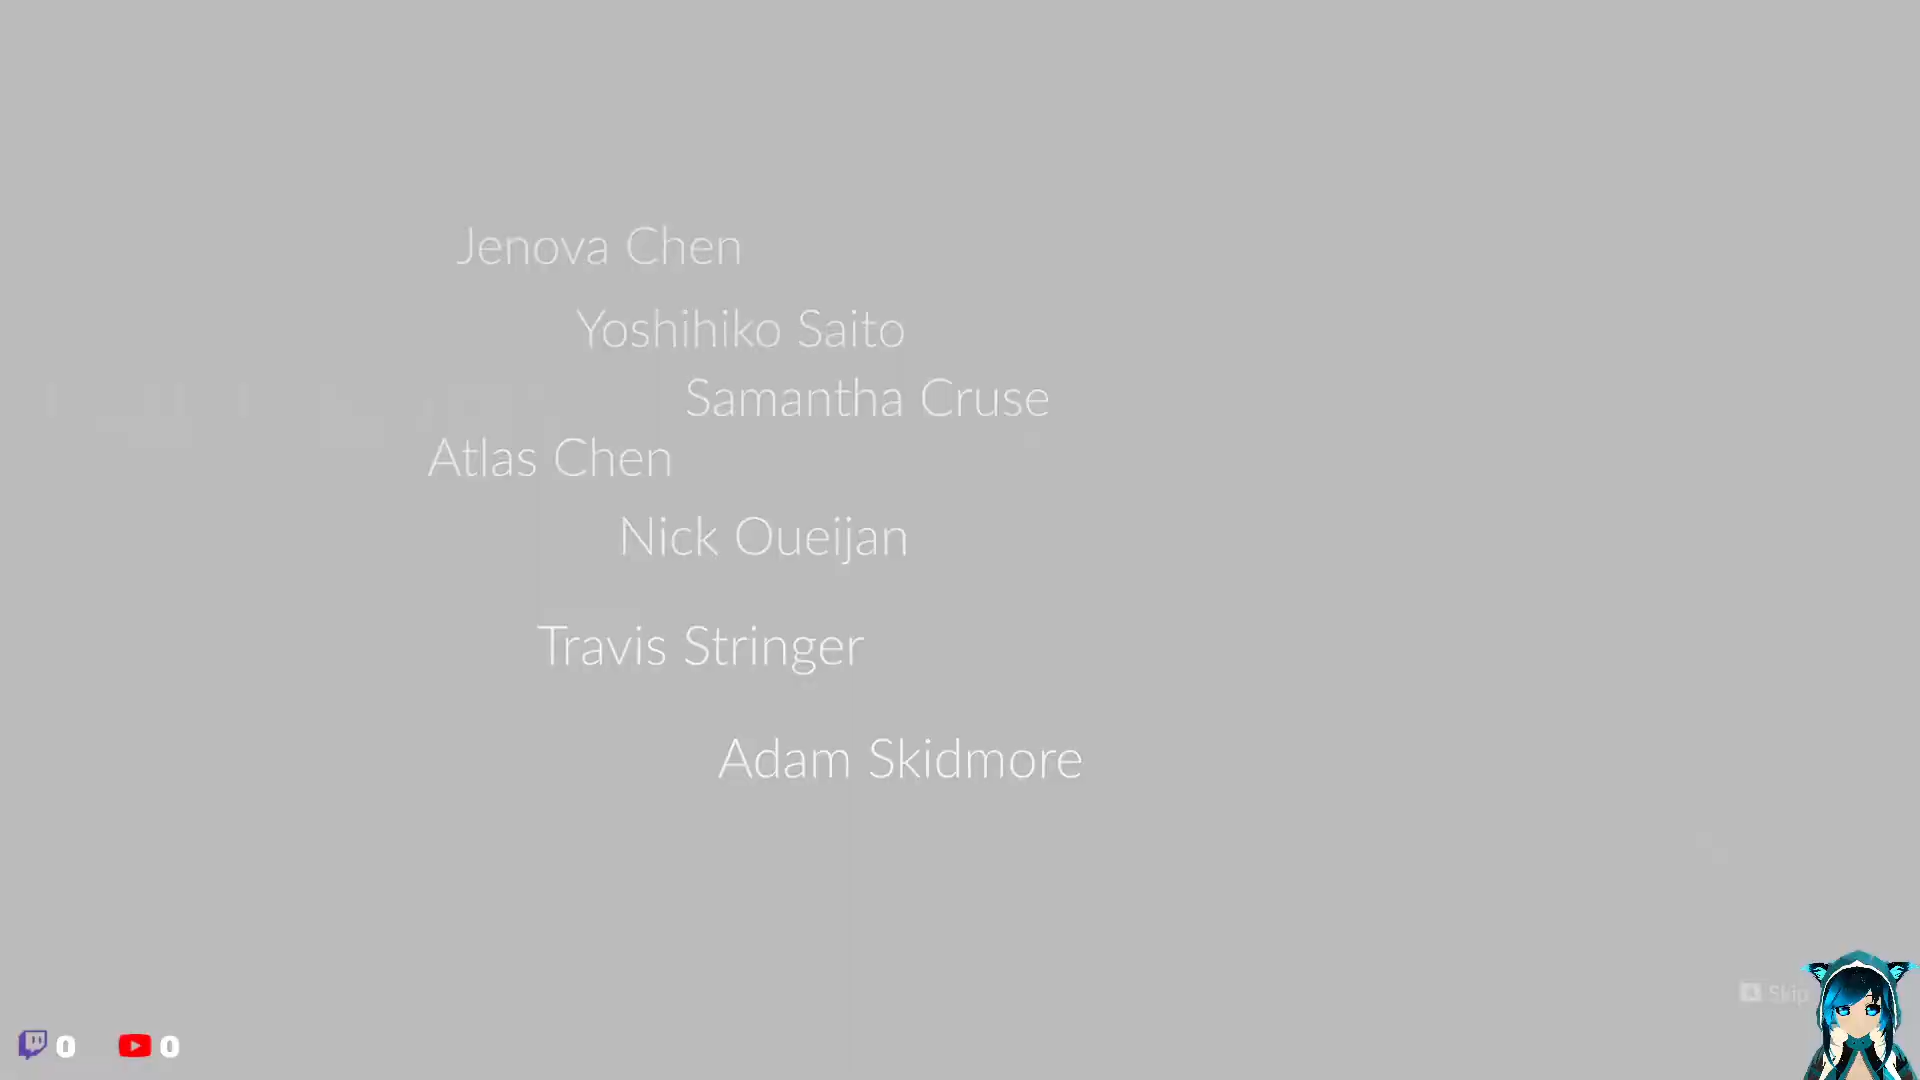 Jenova Chen
Yoshihiko Saito
Samantha Cruse
Atlas Chen
Nick Oueijan
Travis Stringer
Adam Skidmore
Skip
0 0